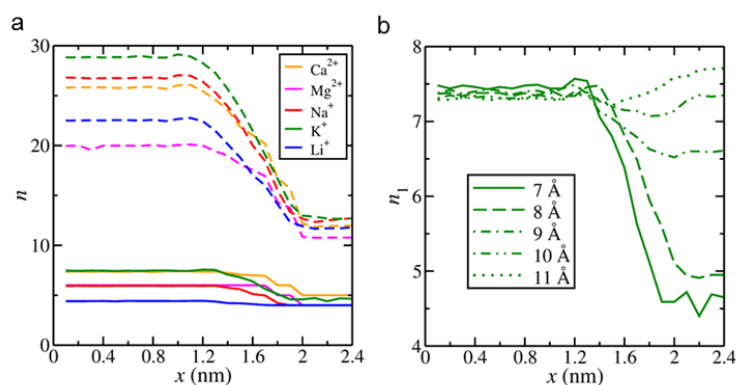 a
30
20
10
0
n
0 0.4 0.8 1.2 1.6 2 2.4
x (nm)
Ca²⁺
Mg²⁺
Na⁺
K⁺
Li⁺
b
8
7
6
5
4
n₁
0 0.4 0.8 1.2 1.6 2 2.4
x (nm)
7 Å
8 Å
9 Å
10 Å
11 Å